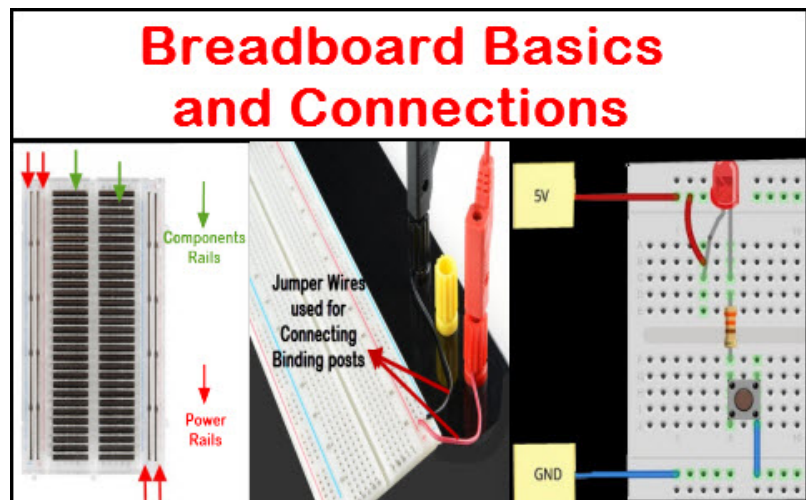 Breadboard Basics
and Connections
Components
Rails
Power
Rails
Jumper Wires
used for
Connecting
Binding posts
5V
GND